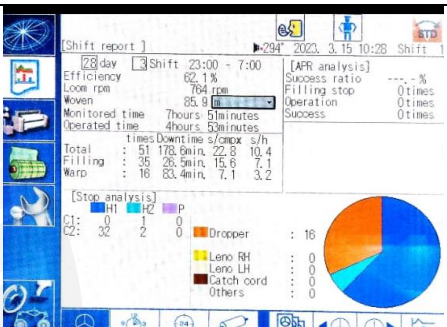 [Shift report ]
294° 2023. 3.15 10:28 Shift 1
28 day 3 Shift 23:00 - 7:00
Efficiency 62.1%
Loom rpm 764 rpm
Woven 85.9 m
Monitored time 7hours 51minutes
Operated time 4hours 53minutes
times Downtime s/cmpx s/h
Total : 51 178.6min. 22.8 10.4
Filling : 35 26.5min. 15.6 7.1
Warp : 16 83.4min. 7.1 3.2
[APR analysis]
Success ratio ---.-%
Filling stop 0times
Operation 0times
Success 0times
[Stop analysis]
H1 H2 P
C1: 0 1 0
C2: 32 2 0
Dropper : 16
Leno RH : 0
Leno LH : 0
Catch cord : 0
Others : 0
STD
24